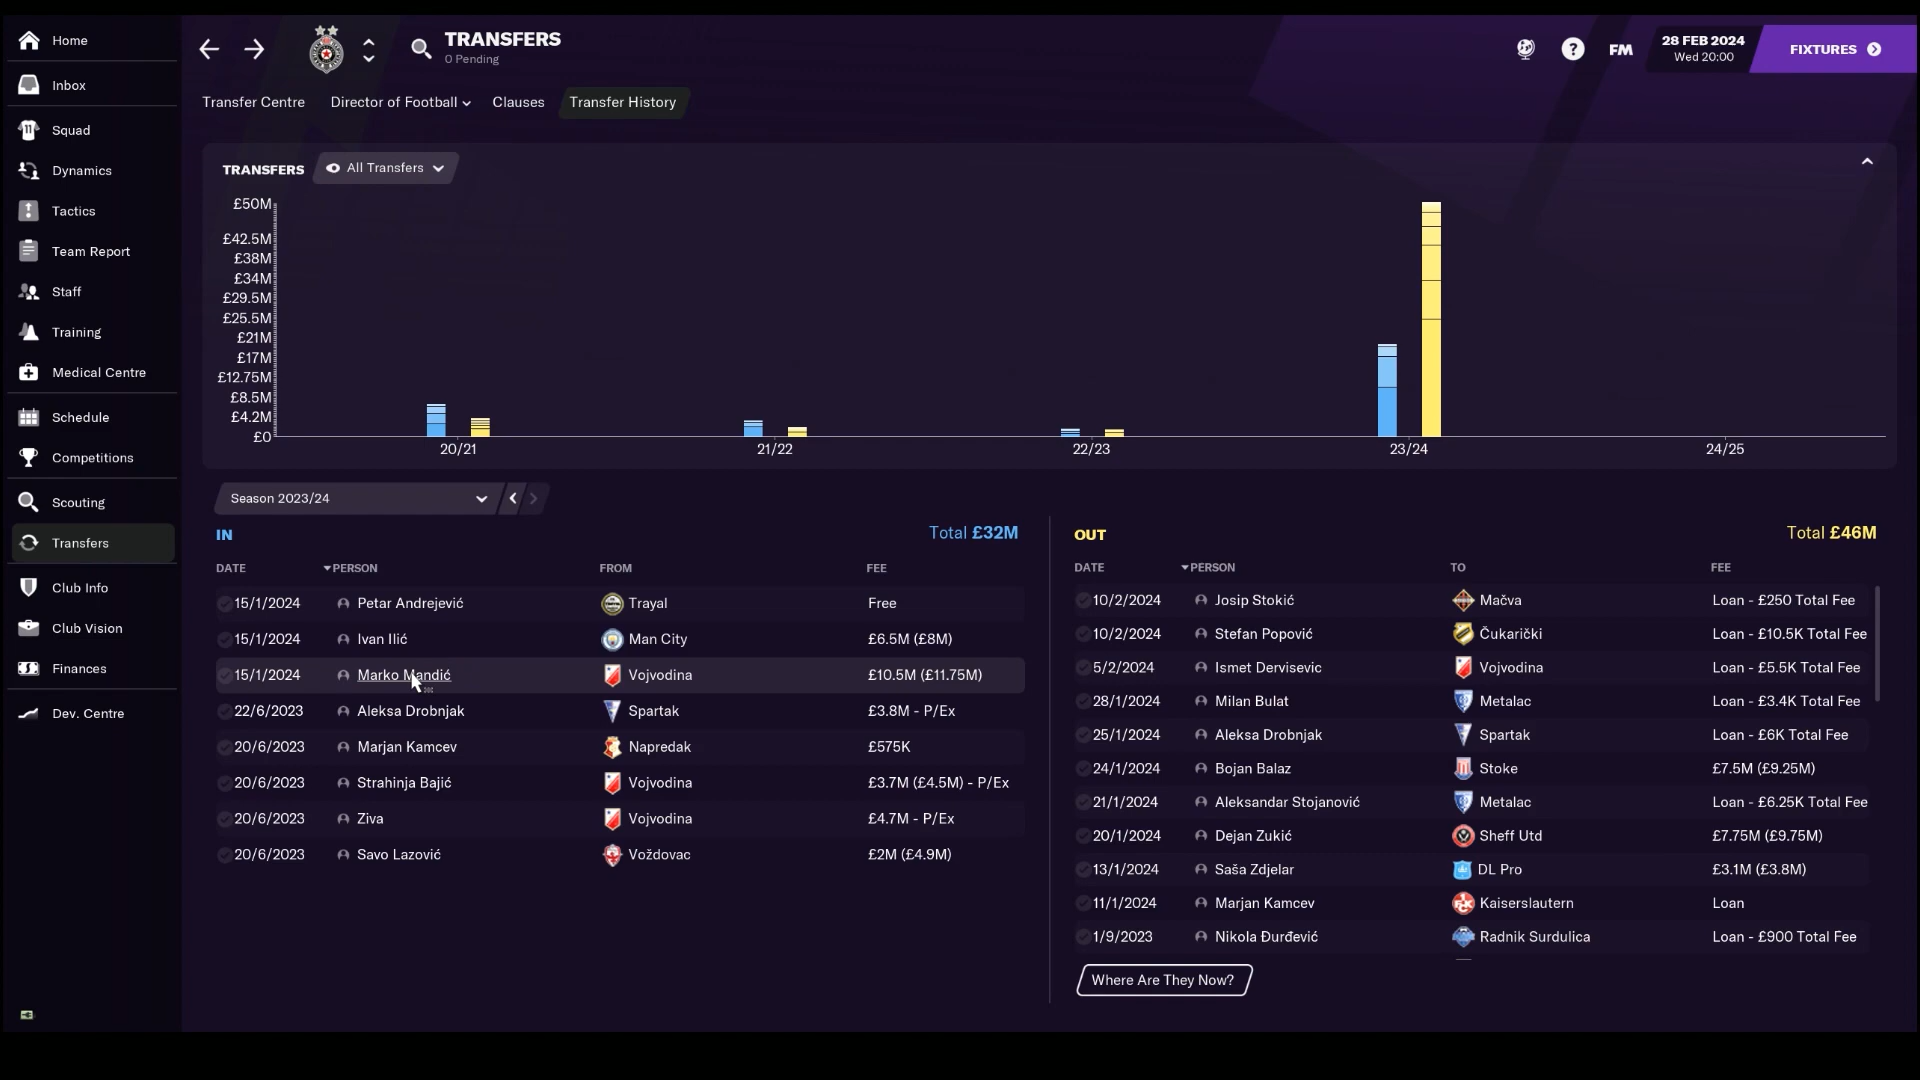 Home
Inbox
Squad
Dynamics
Tactics
Team Report
Staff
Training
Medical Centre
Schedule
Competitions
Scouting
Transfers
Club Info
Club Vision
Finances
Dev. Centre
TRANSFERS
0 Pending
? FM 28 FEB 2024
Wed 20:00
FIXTURES
Transfer Centre Director of Football Clauses Transfer History
TRANSFERS All Transfers
£50M
£42.5M
£38M
£34M
£29.5M
£25.5M
£21M
£17M
£12.75M
£8.5M
£4.2M
£0
20/21 21/22 22/23 23/24 24/25
Season 2023/24
IN Total £32M
DATE PERSON FROM FEE
15/1/2024 Petar Andrejević Trayal Free
15/1/2024 Ivan Ilić Man City £6.5M (£8M)
15/1/2024 Marko Mandić Vojvodina £10.5M (£11.75M)
22/6/2023 Aleksa Drobnjak Spartak £3.8M - P/Ex
20/6/2023 Marjan Kamcev Napredak £575K
20/6/2023 Strahinja Bajić Vojvodina £3.7M (£4.5M) - P/Ex
20/6/2023 Ziva Vojvodina £4.7M - P/Ex
20/6/2023 Savo Lazović Voždovac £2M (£4.9M)
OUT Total £46M
DATE PERSON TO FEE
10/2/2024 Josip Stokić Mačva Loan - £250 Total Fee
10/2/2024 Stefan Popović Čukarički Loan - £10.5K Total Fee
5/2/2024 Ismet Dervisevic Vojvodina Loan - £5.5K Total Fee
28/1/2024 Milan Bulat Metalac Loan - £3.4K Total Fee
25/1/2024 Aleksa Drobnjak Spartak Loan - £6K Total Fee
24/1/2024 Bojan Balaz Stoke £7.5M (£9.25M)
21/1/2024 Aleksandar Stojanović Metalac Loan - £6.25K Total Fee
20/1/2024 Dejan Zukić Sheff Utd £7.75M (£9.75M)
13/1/2024 Saša Zdjelar DL Pro £3.1M (£3.8M)
11/1/2024 Marjan Kamcev Kaiserslautern Loan
1/9/2023 Nikola Đurđević Radnik Surdulica Loan - £900 Total Fee
Where Are They Now?